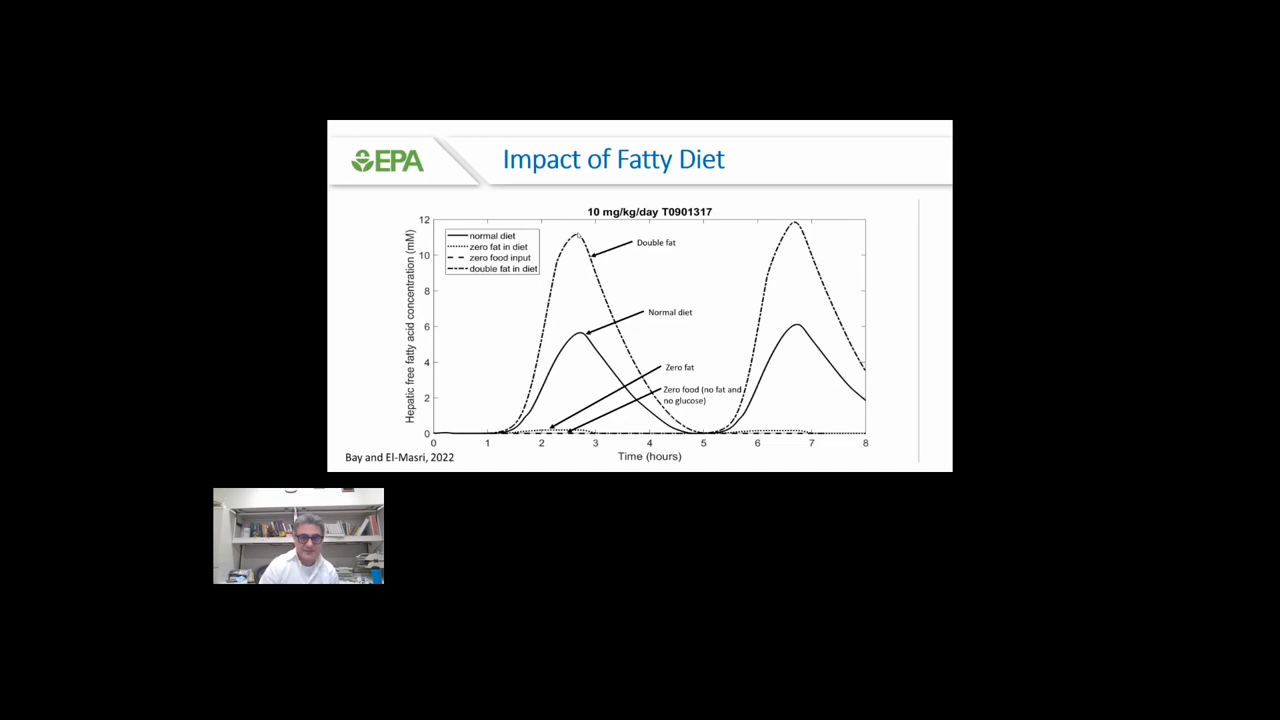 EPA
Impact of Fatty Diet
10 mg/kg/day T0901317
Hepatic free fatty acid concentration (mM)
12
10
8
6
4
2
0
normal diet
zero fat in diet
zero food input
double fat in diet
Double fat
Normal diet
Zero fat
Zero food (no fat and
no glucose)
0 1 2 3 4 5 6 7 8
Time (hours)
Bay and El-Masri, 2022